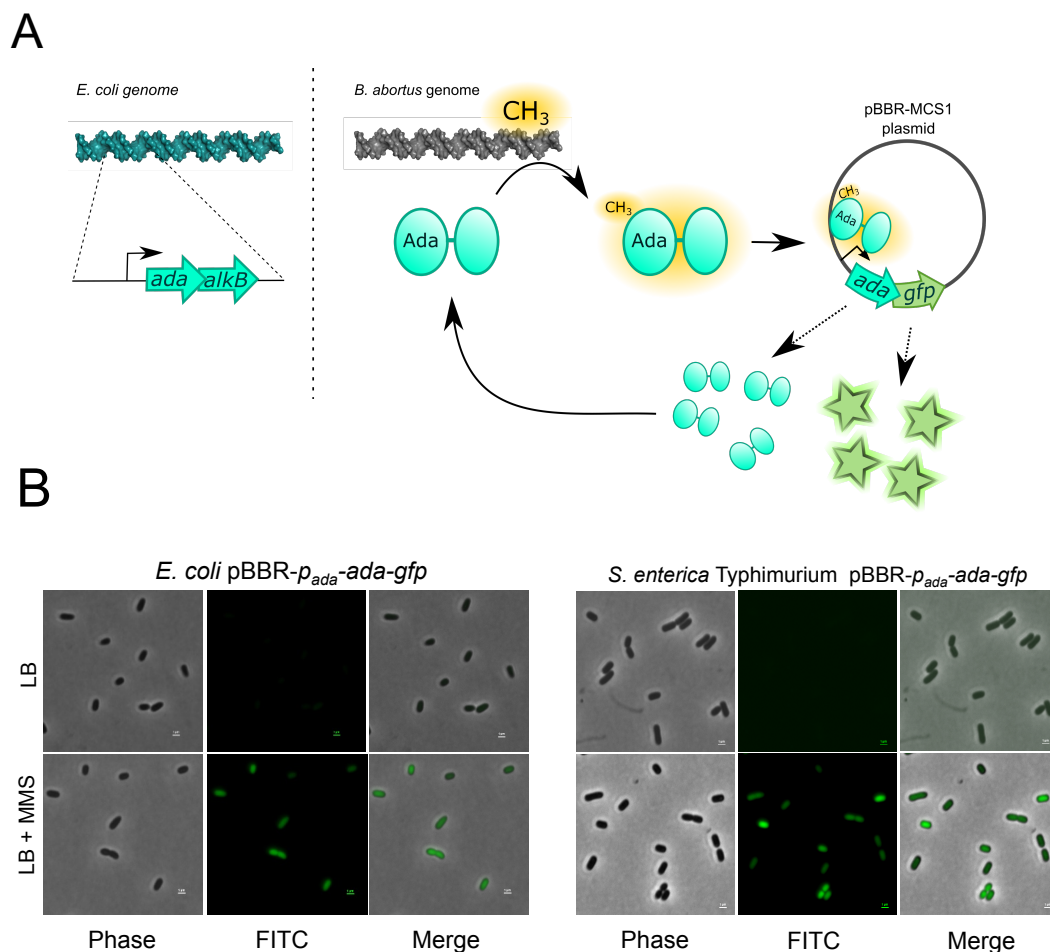 A
E. coli genome
B. abortus genome
CH3
pBBR-MCS1
plasmid
CH3
Ada
Ada
CH3
Ada
ada alkB
ada gfp
B
E. coli pBBR-pada-ada-gfp
S. enterica Typhimurium pBBR-pada-ada-gfp
LB
LB + MMS
Phase FITC Merge
Phase FITC Merge